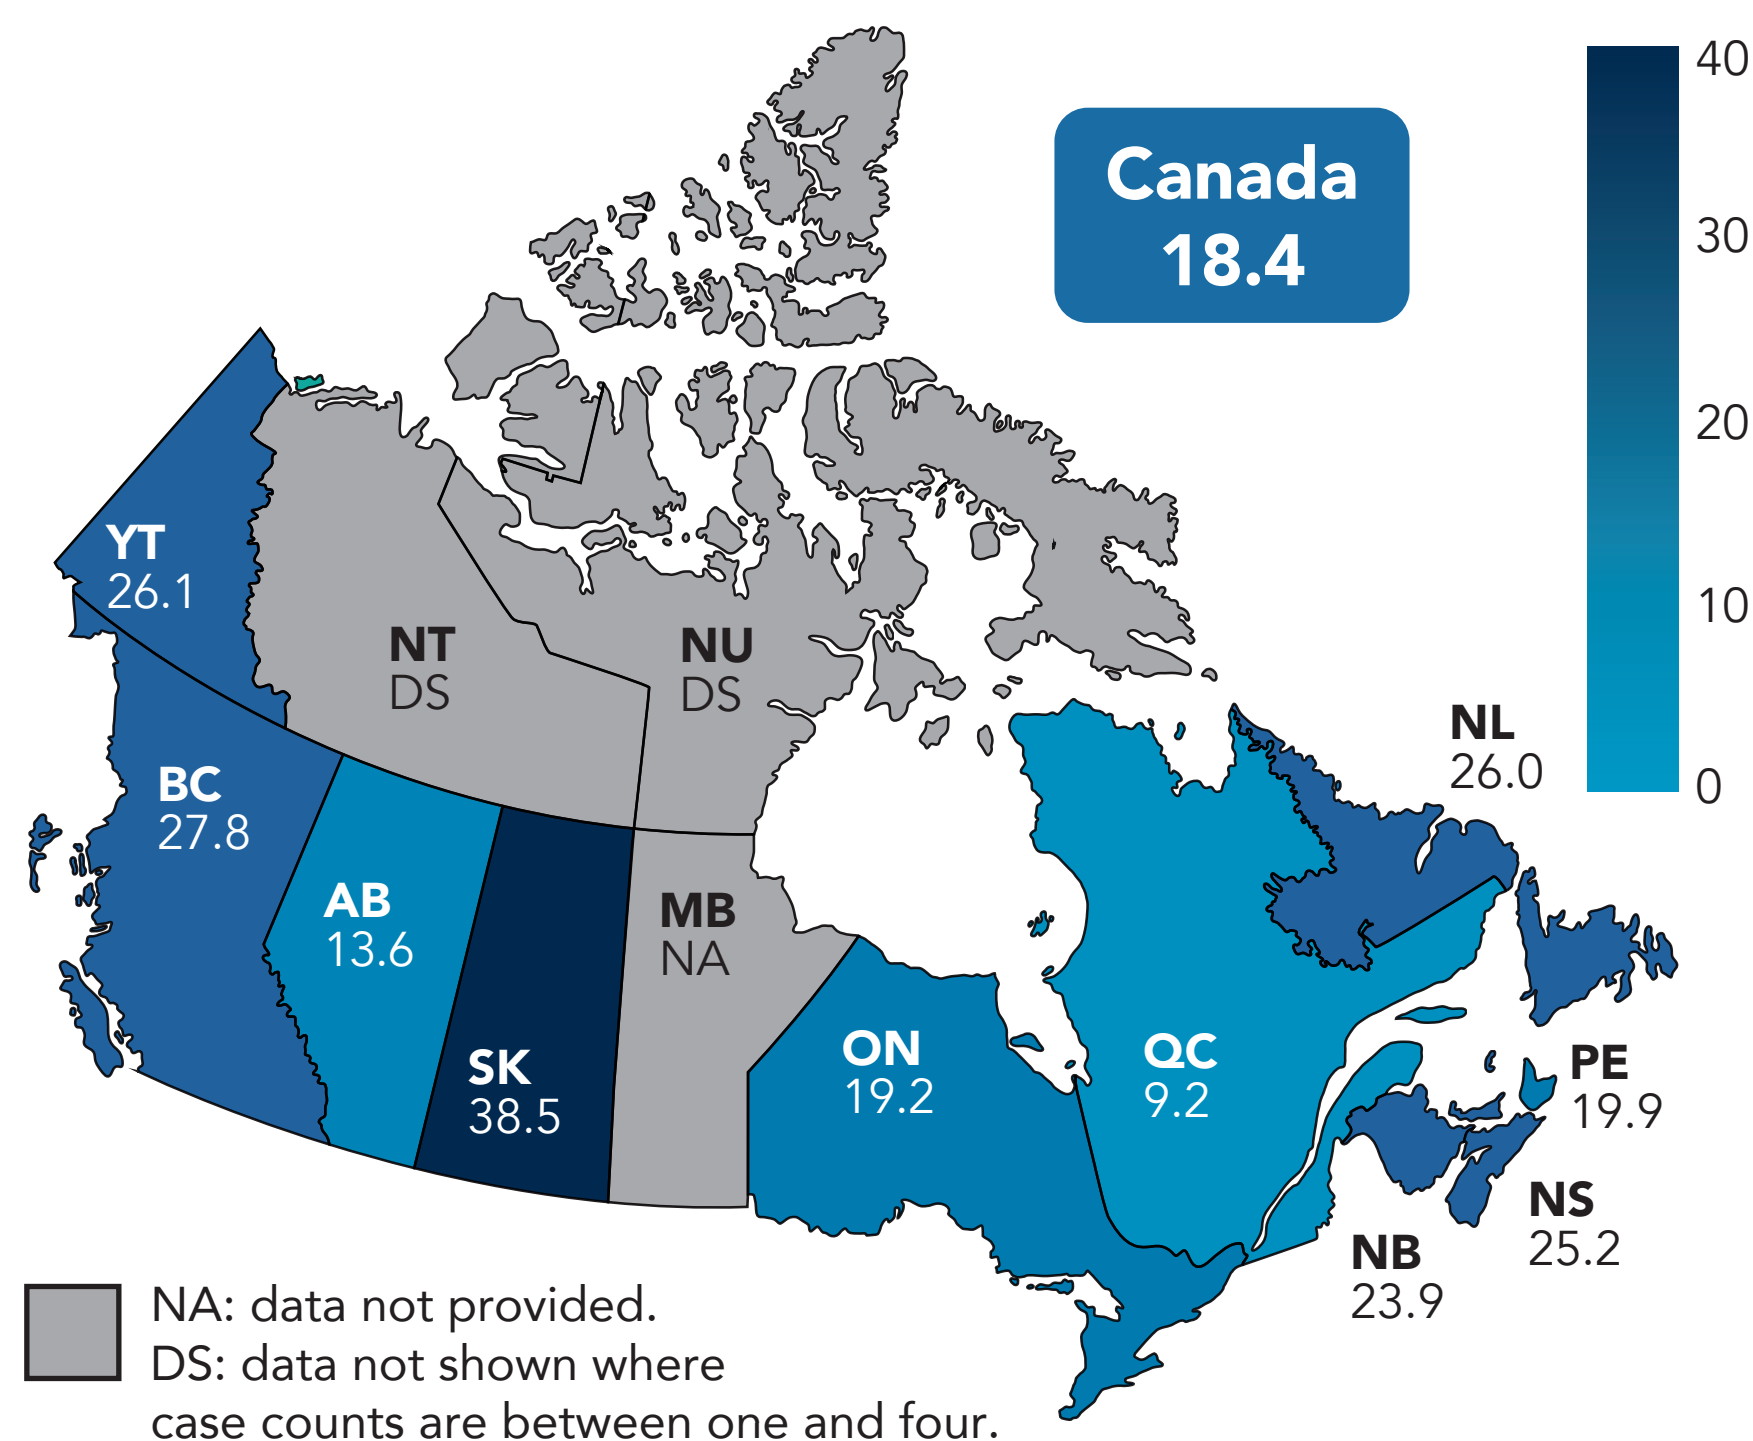 Canada
18.4
40
30
20
10
0
YT
26.1
NT
DS
NU
DS
NL
26.0
BC
27.8
AB
13.6
MB
NA
SK
38.5
ON
19.2
QC
9.2
PE
19.9
NS
25.2
NB
23.9
NA: data not provided.
DS: data not shown where
case counts are between one and four.